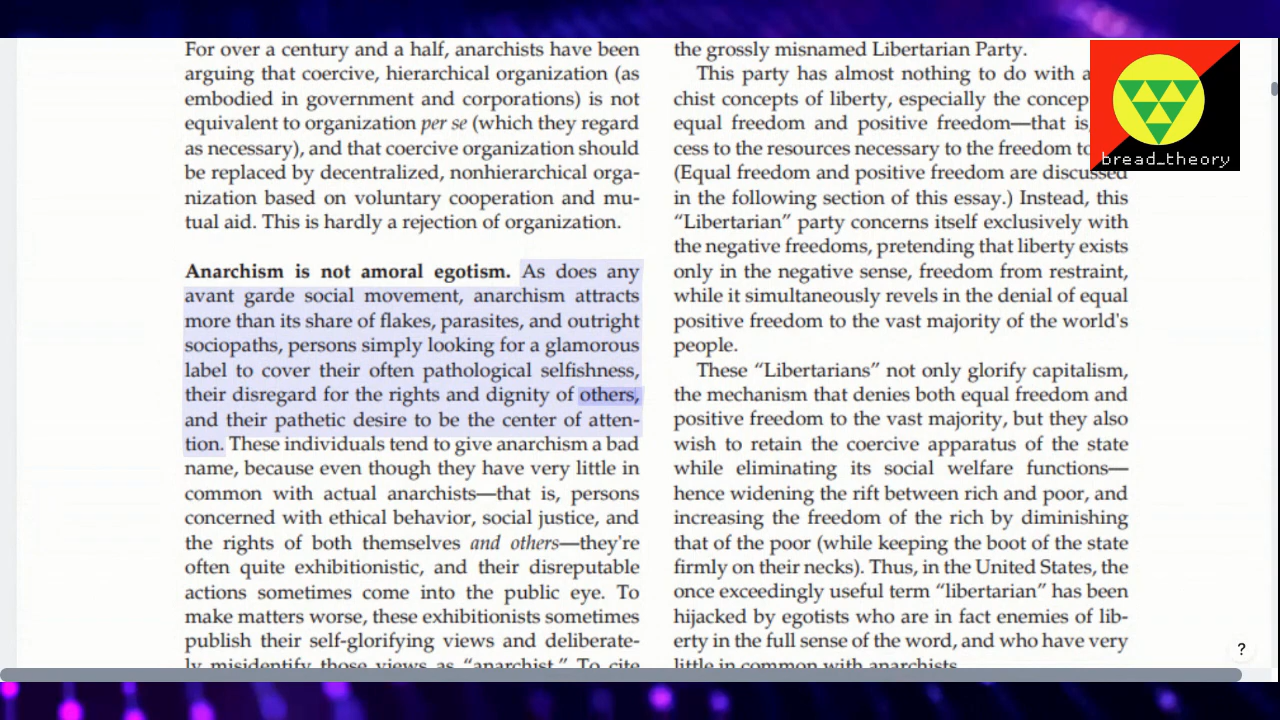 For over a century and a half, anarchists have been
arguing that coercive, hierarchical organization (as
embodied in government and corporations) is not
equivalent to organization per se (which they regard
as necessary), and that coercive organization should
be replaced by decentralized, nonhierarchical orga-
nization based on voluntary cooperation and mu-
tual aid. This is hardly a rejection of organization.
Anarchism is not amoral egotism. As does any
avant garde social movement, anarchism attracts
more than its share of flakes, parasites, and outright
sociopaths, persons simply looking for a glamorous
label to cover their often pathological selfishness,
their disregard for the rights and dignity of others,
and their pathetic desire to be the center of atten-
tion. These individuals tend to give anarchism a bad
name, because even though they have very little in
common with actual anarchists—that is, persons
concerned with ethical behavior, social justice, and
the rights of both themselves and others—they're
often quite exhibitionistic, and their disreputable
actions sometimes come into the public eye. To
make matters worse, these exhibitionists sometimes
publish their self-glorifying views and deliberate-
ly misidentify those views as “anarchist.” To cite
the grossly misnamed Libertarian Party.
This party has almost nothing to do with
chist concepts of liberty, especially the
equal freedom and positive freedom—that
cess to the resources necessary to the freedom
(Equal freedom and positive freedom are discussed
in the following section of this essay.) Instead, this
“Libertarian” party concerns itself exclusively with
the negative freedoms, pretending that liberty exists
only in the negative sense, freedom from restraint,
while it simultaneously revels in the denial of equal
positive freedom to the vast majority of the world's
people.
These “Libertarians” not only glorify capitalism,
the mechanism that denies both equal freedom and
positive freedom to the vast majority, but they also
wish to retain the coercive apparatus of the state
while eliminating its social welfare functions—
hence widening the rift between rich and poor, and
increasing the freedom of the rich by diminishing
that of the poor (while keeping the boot of the state
firmly on their necks). Thus, in the United States, the
once exceedingly useful term “libertarian” has been
hijacked by egotists who are in fact enemies of lib-
erty in the full sense of the word, and who have very
little in common with anarchists.
bread_theory
?